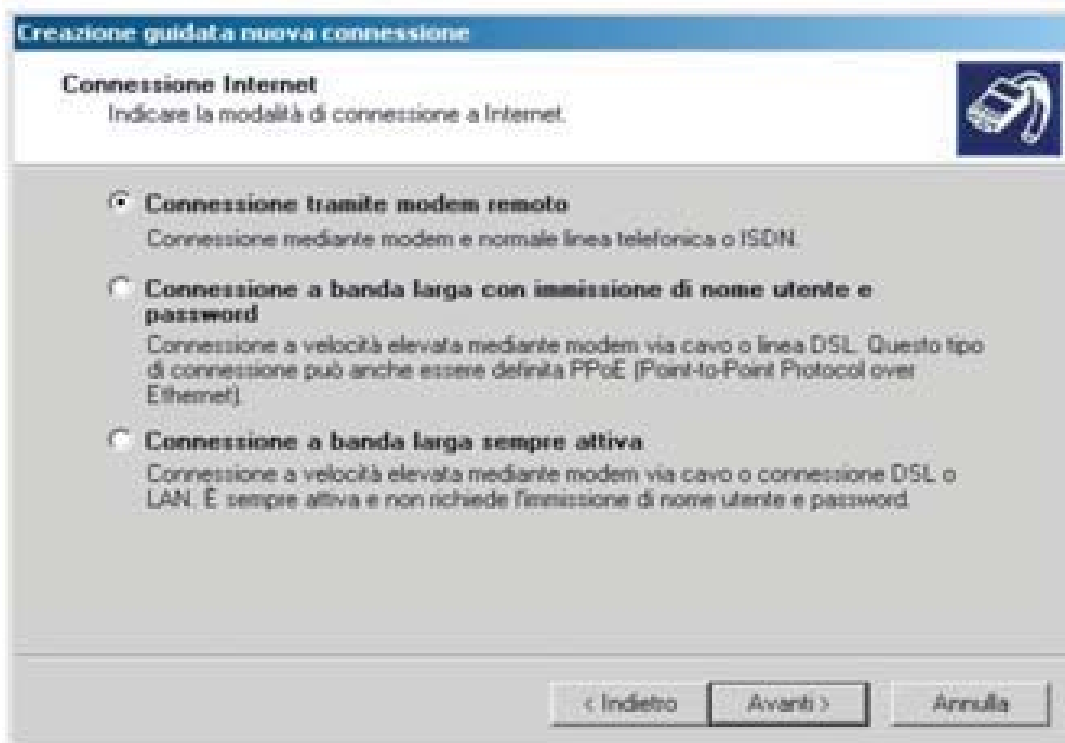 Creazione guidata nuova connessione
Connessione Internet
Indicare la modalità di connessione a Internet.
Connessione tramite modem remoto
Connessione mediante modem e normale linea telefonica o ISDN.
Connessione a banda larga con immissione di nome utente e
password
Connessione a velocità elevata mediante modem via cavo o linea DSL. Questo tipo
di connessione può anche essere definita PPoE (Point-to-Point Protocol over
Ethernet).
Connessione a banda larga sempre attiva
Connessione a velocità elevata mediante modem via cavo o connessione DSL o
LAN. È sempre attiva e non richiede l'immissione di nome utente e password.
< Indietro
Avanti >
Annulla